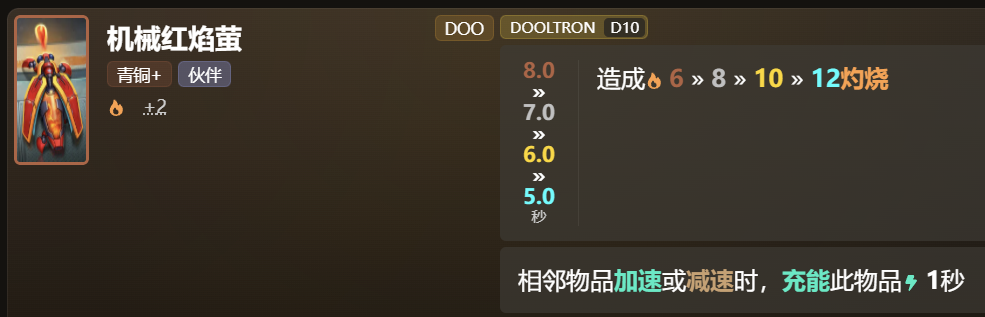 机械红焰萤
DOO
青铜+
伙伴
+2
DOOLTRON D10
8.0
»
7.0
»
6.0
»
5.0
秒
造成 6 » 8 » 10 » 12灼烧
相邻物品加速或减速时，充能此物品 1秒